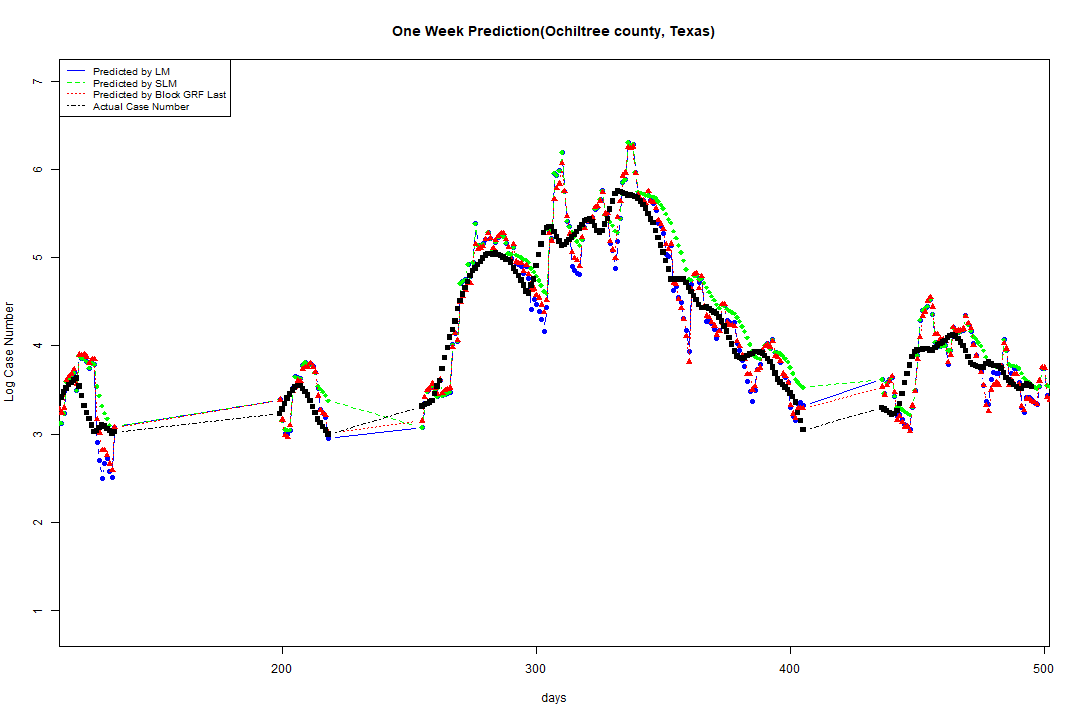 One Week Prediction(Ochiltree county, Texas)
Predicted by LM
Predicted by SLM
Predicted by Block GRF Last
Actual Case Number
Log Case Number
7
6
5
4
3
2
1
200
300
400
500
days